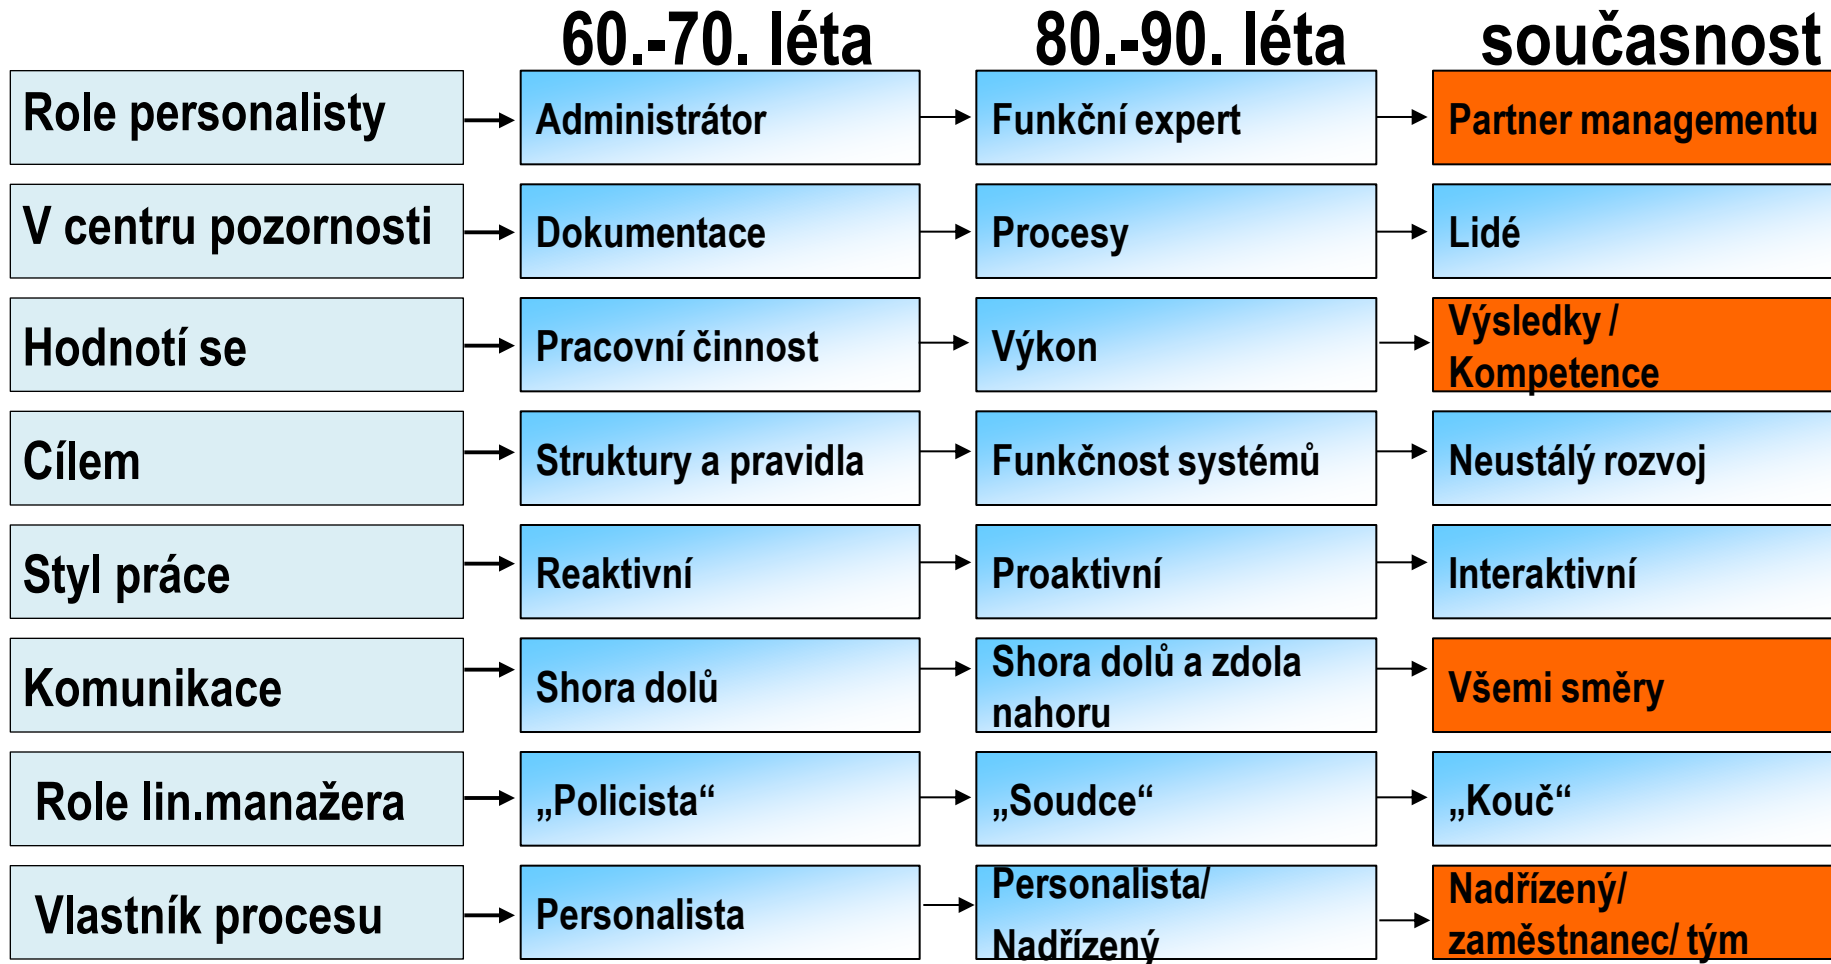 60.-70. léta 80.-90. léta současnost
Role personalisty Administrátor Funkční expert Partner managementu
V centru pozornosti Dokumentace Procesy Lidé
Hodnotí se Pracovní činnost Výkon Výsledky /
Kompetence
Cílem Struktury a pravidla Funkčnost systémů Neustálý rozvoj
Styl práce Reaktivní Proaktivní Interaktivní
Komunikace Shora dolů Shora dolů a zdola
nahoru
Všemi směry
Role lin.manažera „Policista“ „Soudce“ „Kouč“
Vlastník procesu Personalista Personalista/
Nadřízený
Nadřízený/
zaměstnanec/ tým